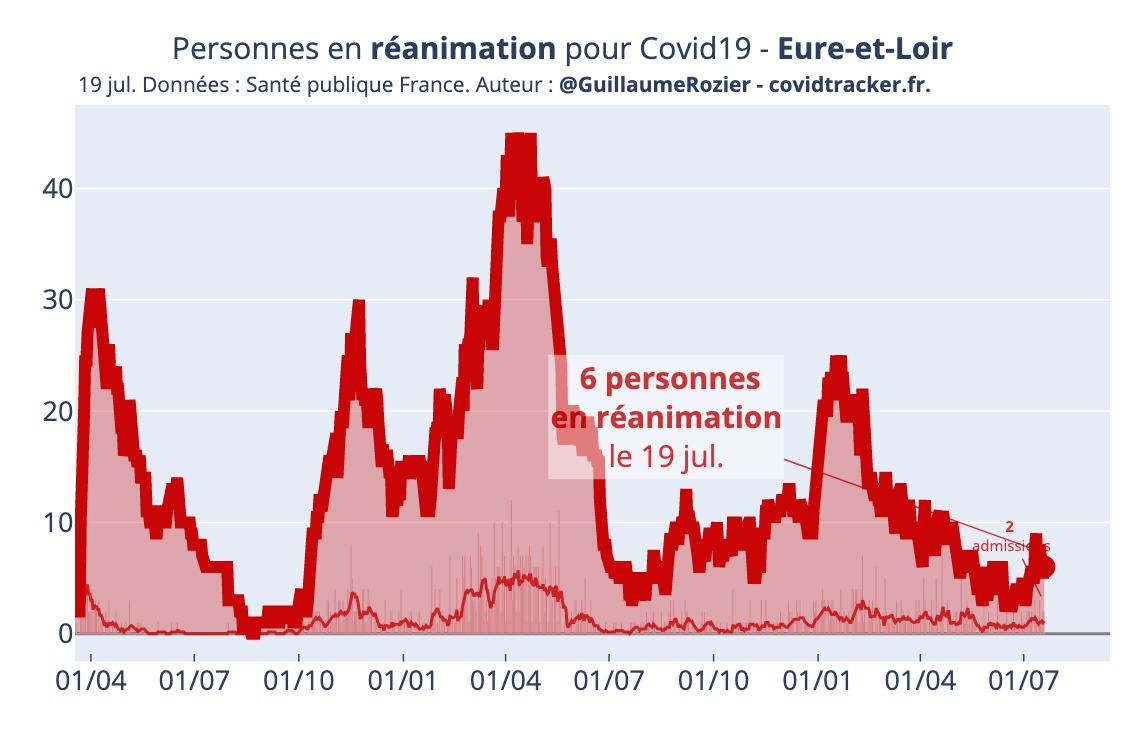 Personnes en réanimation pour Covid19 - Eure-et-Loir
19 jul. Données : Santé publique France. Auteur : @GuillaumeRozier - covidtracker.fr.
40
30
20
10
0
6 personnes
en réanimation
le 19 jul.
2
admissions
01/04 01/07 01/10 01/01 01/04 01/07 01/10 01/01 01/04 01/07